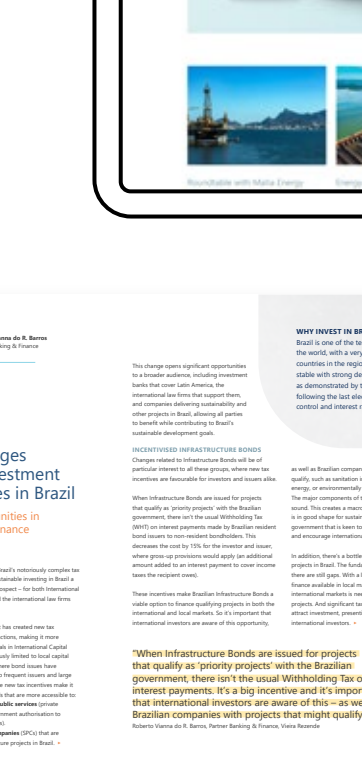 Roundtable with Matta Energy
Energy
anna do R. Barros
king & Finance
ges
estment
es in Brazil
nities in
nance
Brazil's notoriously complex tax
stainable investing in Brazil a
ospect – for both International
d the international law firms
t has created new tax
ctions, making it more
als in International Capital
usly limited to local capital
here bond issues have
o frequent issuers and large
e new tax incentives make it
s that are more accessible to:
ublic services (private
rnment authorisation to
s).
mpanies (SPCs) that are
ure projects in Brazil. •
This change opens significant opportunities
to a broader audience, including investment
banks that cover Latin America, the
international law firms that support them,
and companies delivering sustainability and
other projects in Brazil, allowing all parties
to benefit while contributing to Brazil's
sustainable development goals.
INCENTIVISED INFRASTRUCTURE BONDS
Changes related to Infrastructure Bonds will be of
particular interest to all these groups, where new tax
incentives are favourable for investors and issuers alike.
When Infrastructure Bonds are issued for projects
that qualify as 'priority projects' with the Brazilian
government, there isn't the usual Withholding Tax
(WHT) on interest payments made by Brazilian resident
bond issuers to non-resident bondholders. This
decreases the cost by 15% for the investor and issuer,
where gross-up provisions would apply (an additional
amount added to an interest payment to cover income
taxes the recipient owes).
These incentives make Brazilian Infrastructure Bonds a
viable option to finance qualifying projects in both the
international and local markets. So it's important that
international investors are aware of this opportunity,
WHY INVEST IN BR
Brazil is one of the te
the world, with a very
countries in the regio
stable with strong de
as demonstrated by t
following the last elec
control and interest r
as well as Brazilian compan
qualify, such as sanitation i
energy, or environmentally
The major components of t
sound. This creates a macro
is in good shape for sustain
government that is keen to
and encourage internationa
In addition, there's a bottle
projects in Brazil. The funda
there are still gaps. With a l
finance available in local m
international markets is nee
projects. And significant tax
attract investment, presenti
international investors. •
"When Infrastructure Bonds are issued for projects
that qualify as 'priority projects' with the Brazilian
government, there isn't the usual Withholding Tax o
interest payments. It's a big incentive and it's impor
that international investors are aware of this – as we
Brazilian companies with projects that might qualify
Roberto Vianna do R. Barros, Partner Banking & Finance, Vieira Rezende